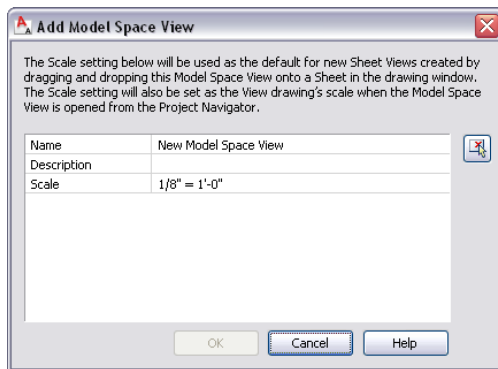 Add Model Space View
The Scale setting below will be used as the default for new Sheet Views created by
dragging and dropping this Model Space View onto a Sheet in the drawing window.
The Scale setting will also be set as the View drawing's scale when the Model Space
View is opened from the Project Navigator.
Name New Model Space View
Description
Scale 1/8" = 1'-0"
OK Cancel Help